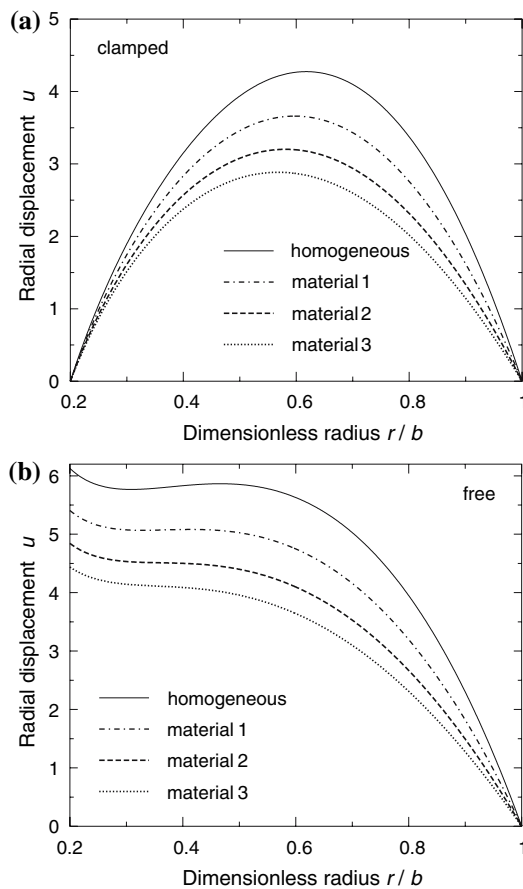 (a)
clamped
Radial displacement u
5
4
3
2
1
0
homogeneous
material 1
material 2
material 3
0.2 0.4 0.6 0.8 1
Dimensionless radius r / b
(b)
free
Radial displacement u
6
5
4
3
2
1
0
homogeneous
material 1
material 2
material 3
0.2 0.4 0.6 0.8 1
Dimensionless radius r / b